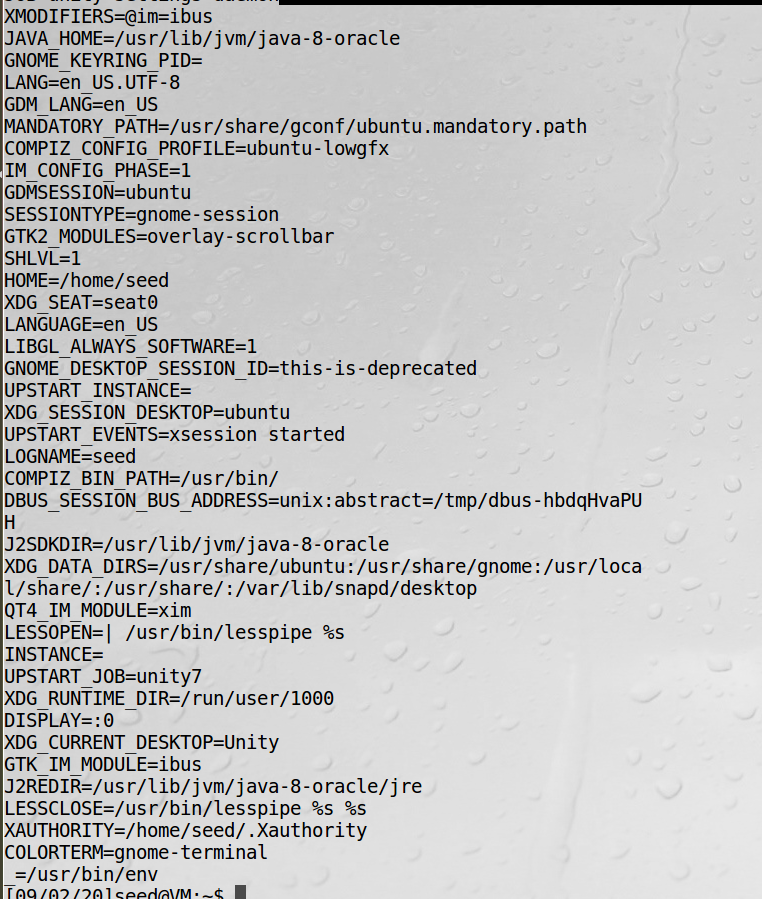 XMODIFIERS=@im=ibus
JAVA_HOME=/usr/lib/jvm/java-8-oracle
GNOME_KEYRING_PID=
LANG=en_US.UTF-8
GDM_LANG=en_US
MANDATORY_PATH=/usr/share/gconf/ubuntu.mandatory.path
COMPIZ_CONFIG_PROFILE=ubuntu-lowgfx
IM_CONFIG_PHASE=1
GDMSESSION=ubuntu
SESSIONTYPE=gnome-session
GTK2_MODULES=overlay-scrollbar
SHLVL=1
HOME=/home/seed
XDG_SEAT=seat0
LANGUAGE=en_US
LIBGL_ALWAYS_SOFTWARE=1
GNOME_DESKTOP_SESSION_ID=this-is-deprecated
UPSTART_INSTANCE=
XDG_SESSION_DESKTOP=ubuntu
UPSTART_EVENTS=xsession started
LOGNAME=seed
COMPIZ_BIN_PATH=/usr/bin/
DBUS_SESSION_BUS_ADDRESS=unix:abstract=/tmp/dbus-hbdqHvaPU
H
J2SDKDIR=/usr/lib/jvm/java-8-oracle
XDG_DATA_DIRS=/usr/share/ubuntu:/usr/share/gnome:/usr/loca
l/share/:/usr/share/:/var/lib/snapd/desktop
QT4_IM_MODULE=xim
LESSOPEN=| /usr/bin/lesspipe %s
INSTANCE=
UPSTART_JOB=unity7
XDG_RUNTIME_DIR=/run/user/1000
DISPLAY=:0
XDG_CURRENT_DESKTOP=Unity
GTK_IM_MODULE=ibus
J2REDIR=/usr/lib/jvm/java-8-oracle/jre
LESSCLOSE=/usr/bin/lesspipe %s %s
XAUTHORITY=/home/seed/.Xauthority
COLORTERM=gnome-terminal
_=/usr/bin/env
[09/02/20]seed@VM:~$